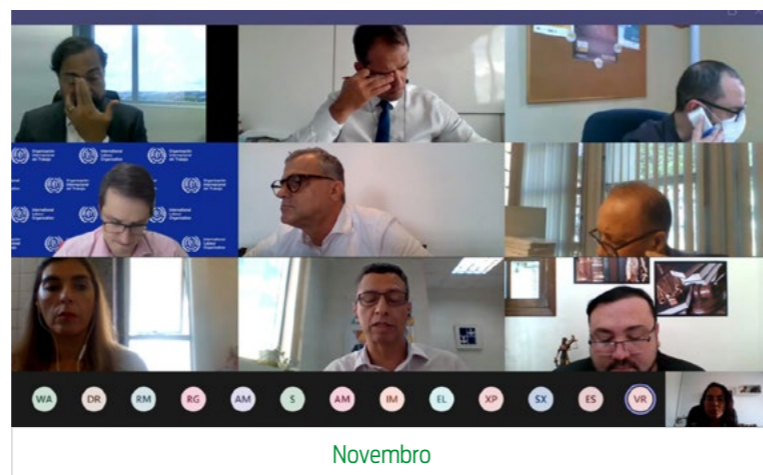 Organización
Internacional
del Trabajo
International
Labour
Organization
WA DR RM RG AM S AM IM EL XP SX ES VR
Novembro